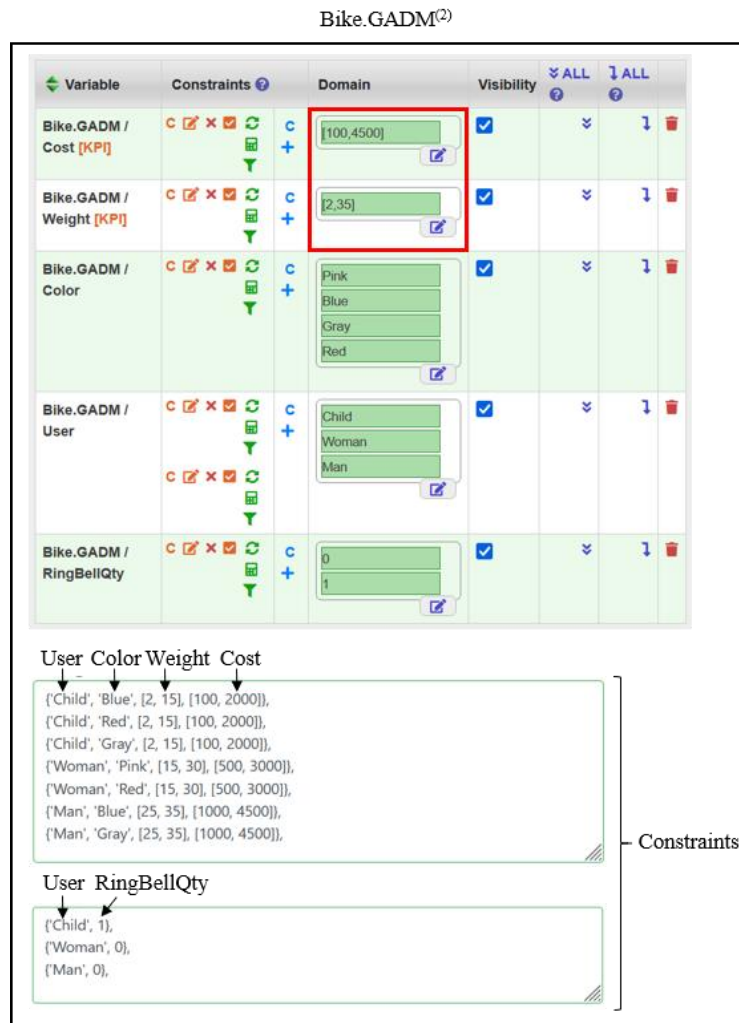 Bike.GADM(2)
Variable Constraints Domain Visibility ALL ALL
Bike.GADM /
Cost [KPI]
C
C
[100,4500]
Bike.GADM /
Weight [KPI]
C
C
[2,35]
Bike.GADM /
Color
C
C
Pink
Blue
Gray
Red
Bike.GADM /
User
C
C
C
Child
Woman
Man
Bike.GADM /
RingBellQty
C
C
0
1
User Color Weight Cost
{'Child', 'Blue', [2, 15], [100, 2000]},
{'Child', 'Red', [2, 15], [100, 2000]},
{'Child', 'Gray', [2, 15], [100, 2000]},
{'Woman', 'Pink', [15, 30], [500, 3000]},
{'Woman', 'Red', [15, 30], [500, 3000]},
{'Man', 'Blue', [25, 35], [1000, 4500]},
{'Man', 'Gray', [25, 35], [1000, 4500]},
Constraints
User RingBellQty
{'Child', 1},
{'Woman', 0},
{'Man', 0},